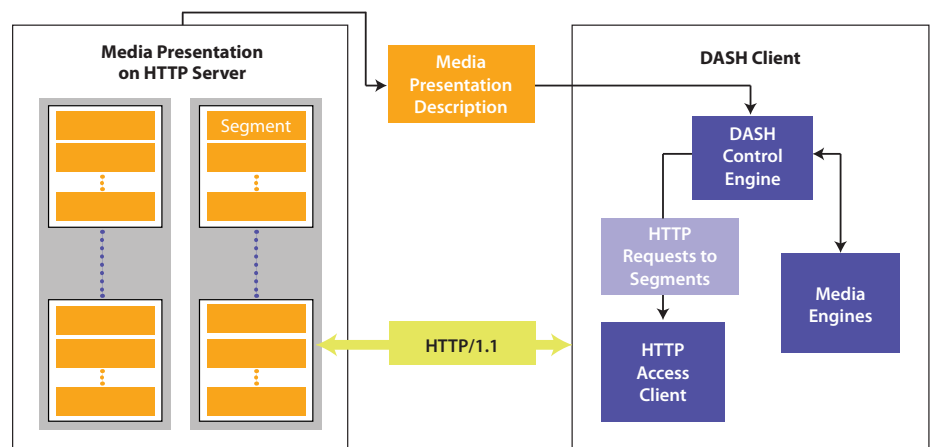 Media Presentation
on HTTP Server
Segment
Media
Presentation
Description
HTTP/1.1
DASH Client
DASH
Control
Engine
HTTP
Requests to
Segments
Media
Engines
HTTP
Access
Client